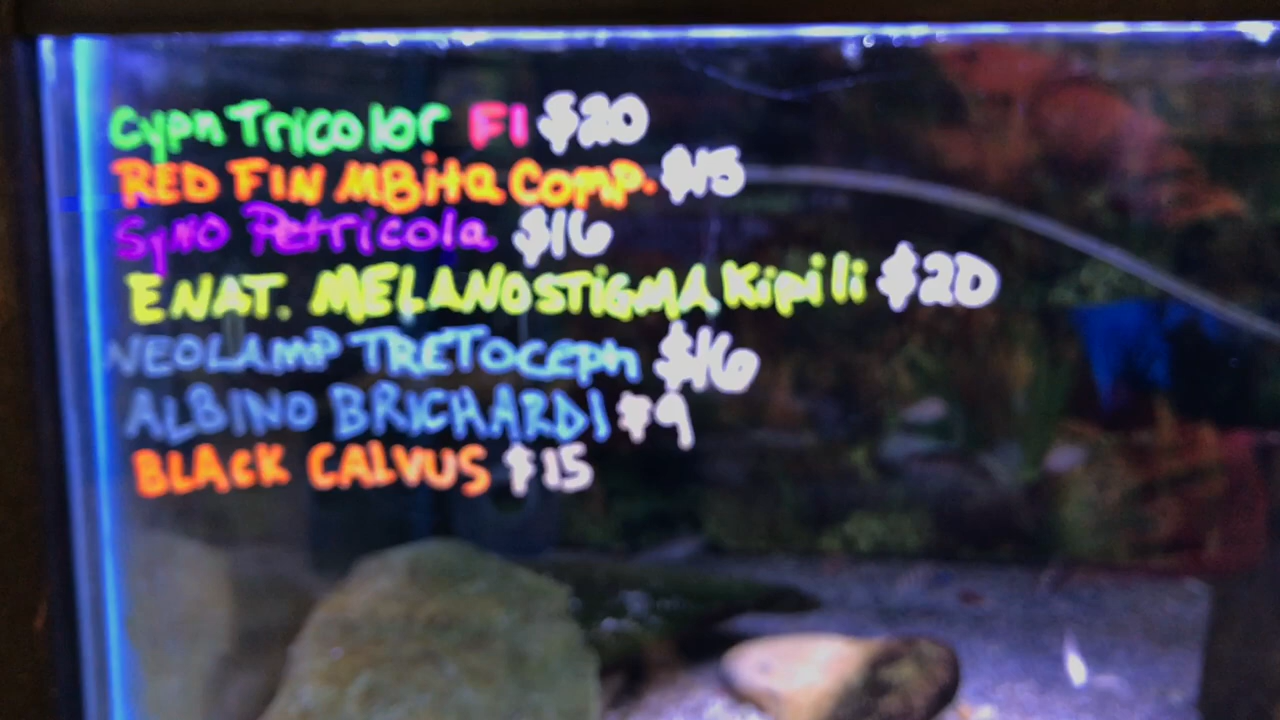 Cypn Tricolor F1 $20
RED FIN MBita Comp. $15
Syno Petricola $16
ENAT. MELANOSTiGMA Kipili $20
NEOLAMP TRETOCEPH $16
ALBINO BRICHARDI $9
BLACK CALVUS $15